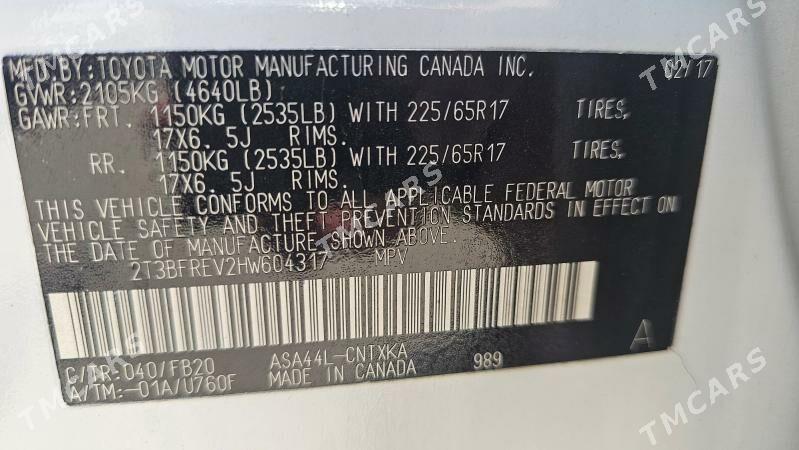 MFD.BY:TOYOTA MOTOR MANUFACTURING CANADA INC. 02/17
GVWR:2105KG (4640LB)
GAWR:FRT. 1150KG (2535LB) WITH 225/65R17 TIRES,
17X6. 5J RIMS.
RR. 1150KG (2535LB) WITH 225/65R17 TIRES,
17X6. 5J RIMS.
THIS VEHICLE CONFORMS TO ALL APPLICABLE FEDERAL MOTOR
VEHICLE SAFETY AND THEFT PREVENTION STANDARDS IN EFFECT ON
THE DATE OF MANUFACTURE SHOWN ABOVE.
2T3BFREV2HW604317 MPV
A
C/TR:040/FB20 ASA44L-CNTXKA 989
A/TM:-01A/U760F MADE IN CANADA
TMCARS
TMCARS
TMCARS
TMCARS
TMCARS